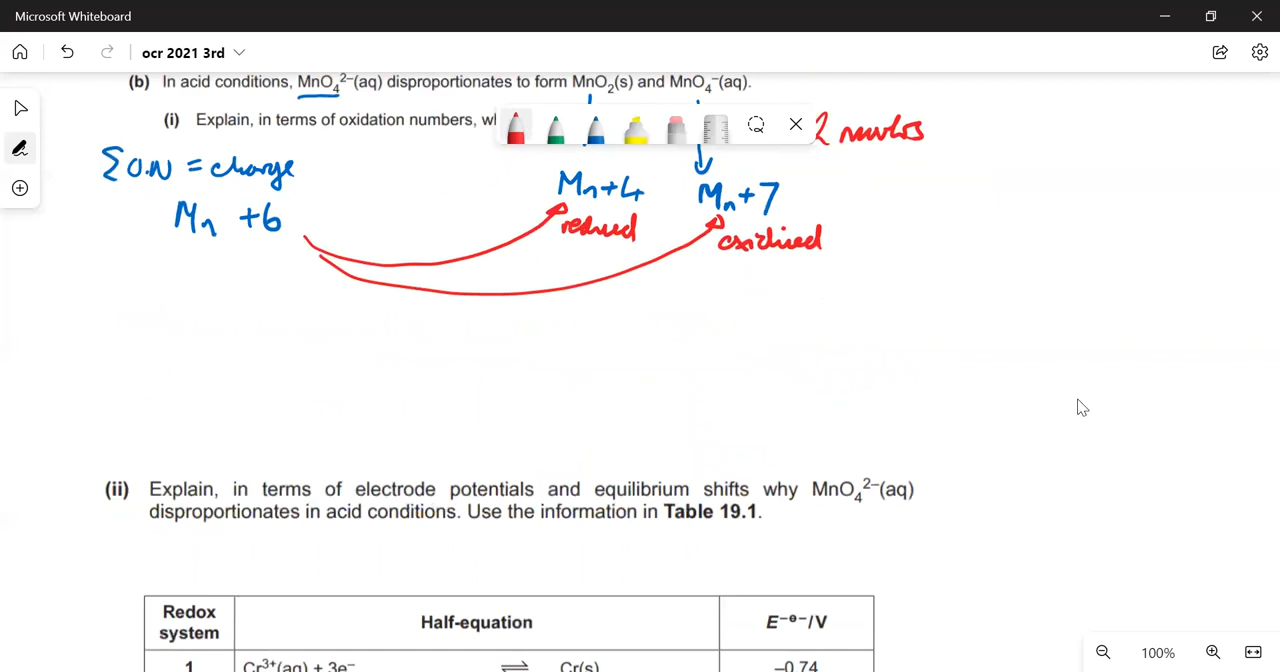 Microsoft Whiteboard
ocr 2021 3rd
(b) In acid conditions, MnO₄²⁻(aq) disproportionates to form MnO₂(s) and MnO₄⁻(aq).
(i) Explain, in terms of oxidation numbers,
2 marks
Σ O.N = charge
Mn +6
Mn+4
Mn+7
reduced
oxidised
(ii) Explain, in terms of electrode potentials and equilibrium shifts why MnO₄²⁻(aq)
disproportionates in acid conditions. Use the information in Table 19.1.
Redox system
Half-equation
E⁻ᶱ⁻/V
1 Cr³⁺(aq) + 3e⁻ ⇌ Cr(s) –0.74
100%